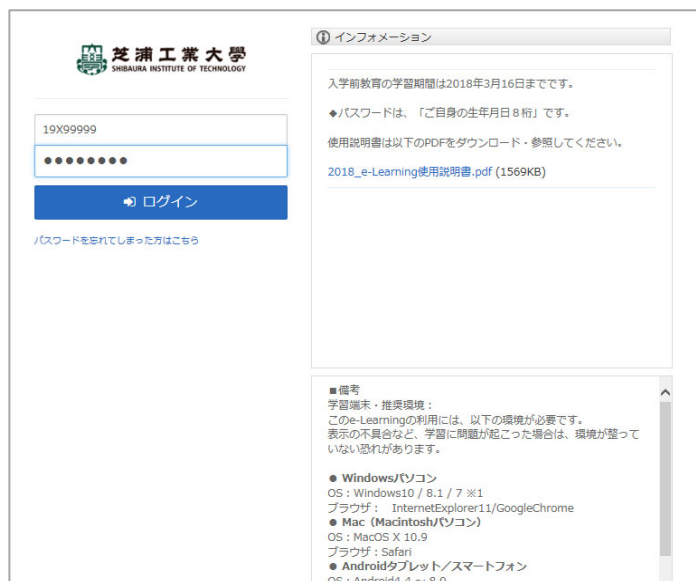 芝浦工業大學
SHIBAURA INSTITUTE OF TECHNOLOGY
19X99999
●●●●●●●●
ログイン
パスワードを忘れてしまった方はこちら
インフォメーション
入学前教育の学習期間は2018年3月16日までです。
◆パスワードは、「ご自身の生年月日８桁」です。
使用説明書は以下のPDFをダウンロード・参照してください。
2018_e-Learning使用説明書.pdf (1569KB)
■備考
学習端末・推奨環境：
このe-Learningの利用には、以下の環境が必要です。
表示の不具合など、学習に問題が起こった場合は、環境が整って
いない恐れがあります。
● Windowsパソコン
OS：Windows10 / 8.1 / 7 ※1
ブラウザ：　InternetExplorer11/GoogleChrome
● Mac（Macintoshパソコン）
OS：MacOS X 10.9
ブラウザ：Safari
● Androidタブレット／スマートフォン
OS：Android4.4 ～ 8.0